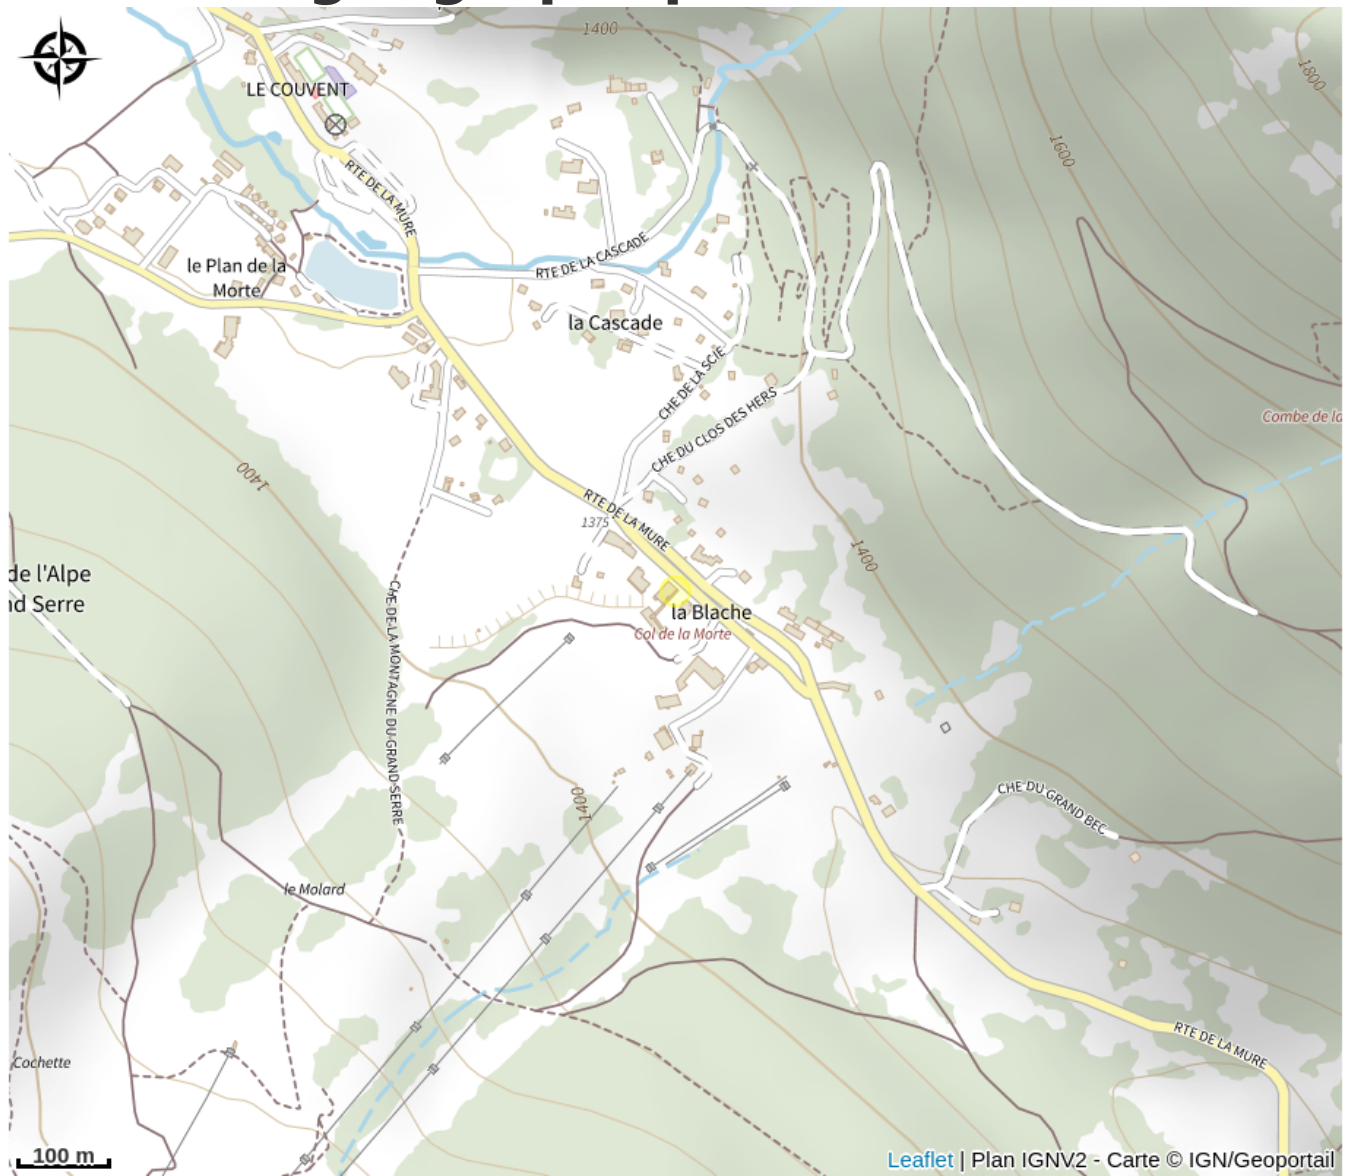 1400
1800
LE COUVENT
1600
RTE DE LA MURE
RTE DE LA CASCADE
le Plan de la
Morte
la Cascade
CHE DE LA SCIE
CHE DU CLOS DES HERS
Combe de la
1400
RTE DE LA MURE
1375
1400
de l'Alpe
nd Serre
la Blache
Col de la Morte
CHE DE LA MONTAGNE DU GRAND SERRE
1400
CHE DU GRAND BEC
le Molard
RTE DE LA MURE
Cochette
100 m
Leaflet | Plan IGNV2 - Carte © IGN/Geoportail